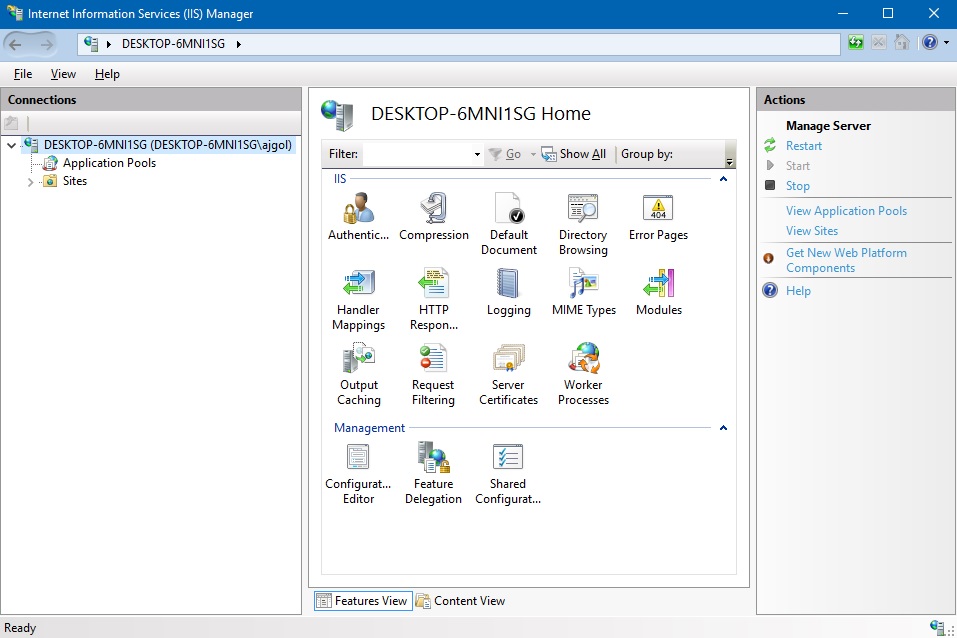 Internet Information Services (IIS) Manager
DESKTOP-6MNI1SG
File View Help
Connections
DESKTOP-6MNI1SG (DESKTOP-6MNI1SG\ajgol)
Application Pools
Sites
DESKTOP-6MNI1SG Home
Filter: Go Show All Group by:
IIS
Authentic... Compression Default Document Directory Browsing Error Pages
404
Handler Mappings HTTP Respon... Logging MIME Types Modules
Output Caching Request Filtering Server Certificates Worker Processes
Management
Configurat... Editor Feature Delegation Shared Configurat...
Features View Content View
Actions
Manage Server
Restart
Start
Stop
View Application Pools
View Sites
Get New Web Platform
Components
Help
Ready